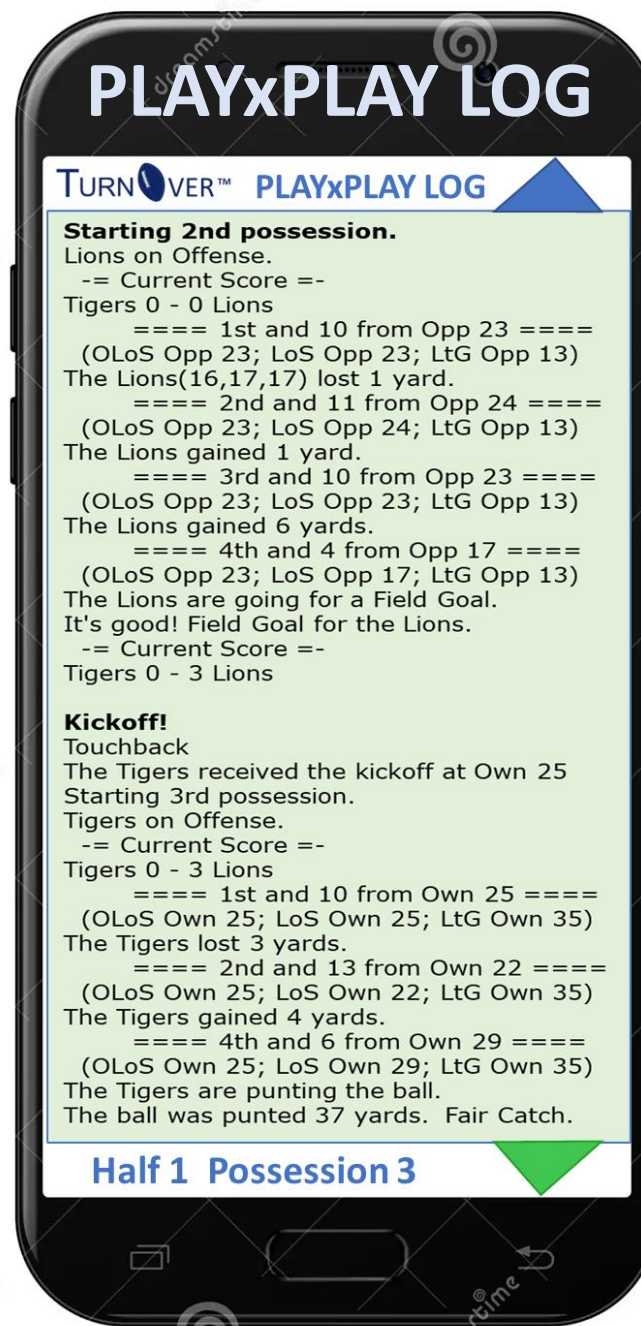 PLAYxPLAY LOG
TURNOVER™ PLAYxPLAY LOG
Starting 2nd possession.
Lions on Offense.
-= Current Score =-
Tigers 0 - 0 Lions
==== 1st and 10 from Opp 23 ====
(OLoS Opp 23; LoS Opp 23; LtG Opp 13)
The Lions(16,17,17) lost 1 yard.
==== 2nd and 11 from Opp 24 ====
(OLoS Opp 23; LoS Opp 24; LtG Opp 13)
The Lions gained 1 yard.
==== 3rd and 10 from Opp 23 ====
(OLoS Opp 23; LoS Opp 23; LtG Opp 13)
The Lions gained 6 yards.
==== 4th and 4 from Opp 17 ====
(OLoS Opp 23; LoS Opp 17; LtG Opp 13)
The Lions are going for a Field Goal.
It's good! Field Goal for the Lions.
-= Current Score =-
Tigers 0 - 3 Lions
Kickoff!
Touchback
The Tigers received the kickoff at Own 25
Starting 3rd possession.
Tigers on Offense.
-= Current Score =-
Tigers 0 - 3 Lions
==== 1st and 10 from Own 25 ====
(OLoS Own 25; LoS Own 25; LtG Own 35)
The Tigers lost 3 yards.
==== 2nd and 13 from Own 22 ====
(OLoS Own 25; LoS Own 22; LtG Own 35)
The Tigers gained 4 yards.
==== 4th and 6 from Own 29 ====
(OLoS Own 25; LoS Own 29; LtG Own 35)
The Tigers are punting the ball.
The ball was punted 37 yards.  Fair Catch.
Half 1 Possession 3